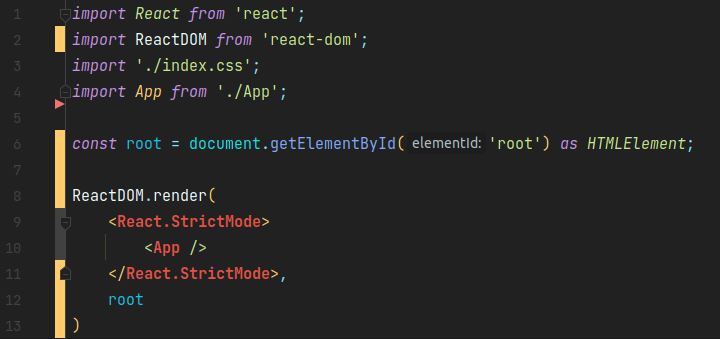 1 import React from 'react';
2 import ReactDOM from 'react-dom';
3 import './index.css';
4 import App from './App';
5
6 const root = document.getElementById( elementId: 'root') as HTMLElement;
7
8 ReactDOM.render(
9     <React.StrictMode>
10         <App />
11     </React.StrictMode>,
12     root
13 )